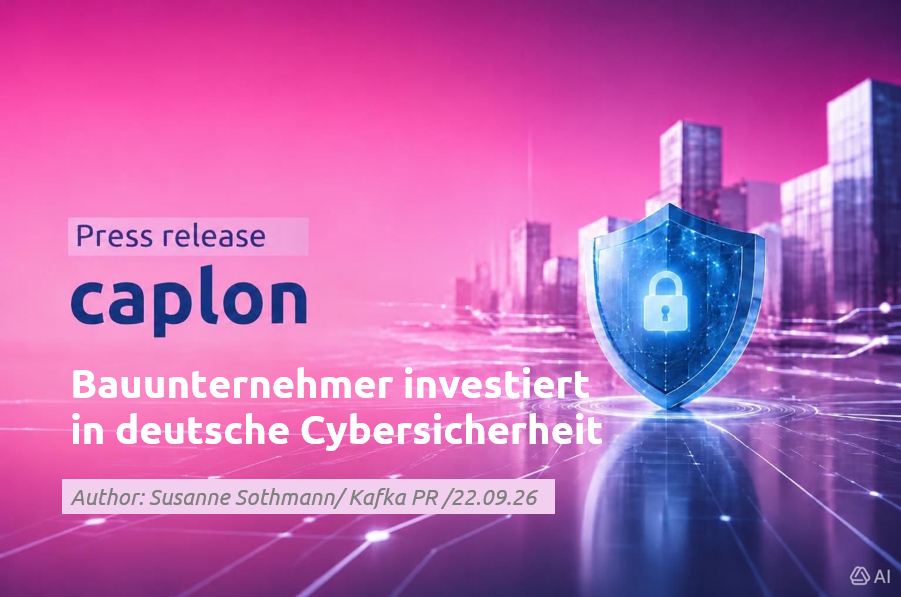 Press release
caplon
Bauunternehmer investiert
in deutsche Cybersicherheit
Author: Susanne Sothmann/ Kafka PR /22.09.26
AI